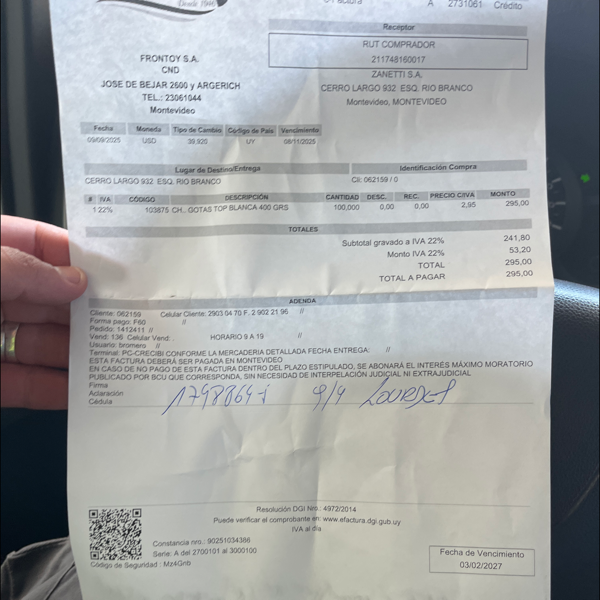 Desde 1946
e-Factura A 2731061 Crédito
Receptor
RUT COMPRADOR
211748160017
FRONTOY S.A.
CND
JOSE DE BEJAR 2600 y ARGERICH
TEL.: 23061044
Montevideo
ZANETTI S.A.
CERRO LARGO 932 ESQ. RIO BRANCO
Montevideo, MONTEVIDEO
Fecha Moneda Tipo de Cambio Código de País Vencimiento
09/09/2025 USD 39,920 UY 08/11/2025
Lugar de Destino/Entrega Identificación Compra
CERRO LARGO 932 ESQ. RIO BRANCO Cli: 062159 / 0
# IVA CÓDIGO DESCRIPCIÓN CANTIDAD DESC. REC. PRECIO C/IVA MONTO
1 22% 103875 CH.. GOTAS TOP BLANCA 400 GRS 100,000 0,00 0,00 2,95 295,00
TOTALES
Subtotal gravado a IVA 22% 241,80
Monto IVA 22% 53,20
TOTAL 295,00
TOTAL A PAGAR 295,00
ADENDA
Cliente: 062159 Celular Cliente: 2903 04 70 F. 2 902 21 95 //
Forma pago: F60 //
Pedido: 1412411 //
Vend: 136 Celular Vend: HORARIO 9 A 19 //
Usuario: bromero //
Terminal: PC-CRECIBI CONFORME LA MERCADERIA DETALLADA FECHA ENTREGA: //
ESTA FACTURA DEBERÁ SER PAGADA EN MONTEVIDEO
EN CASO DE NO PAGO DE ESTA FACTURA DENTRO DEL PLAZO ESTIPULADO, SE ABONARÁ EL INTERÉS MÁXIMO MORATORIO
PUBLICADO POR BCU QUE CORRESPONDA, SIN NECESIDAD DE INTERPELACIÓN JUDICIAL NI EXTRAJUDICIAL
Firma
Aclaración
Cédula
9/9
Resolución DGI Nro.: 4972/2014
Puede verificar el comprobante en: www.efactura.dgi.gub.uy
IVA al día
Constancia nro.: 90251034386
Serie: A del 2700101 al 3000100
Código de Seguridad : Mz4Gnb
Fecha de Vencimiento
03/02/2027